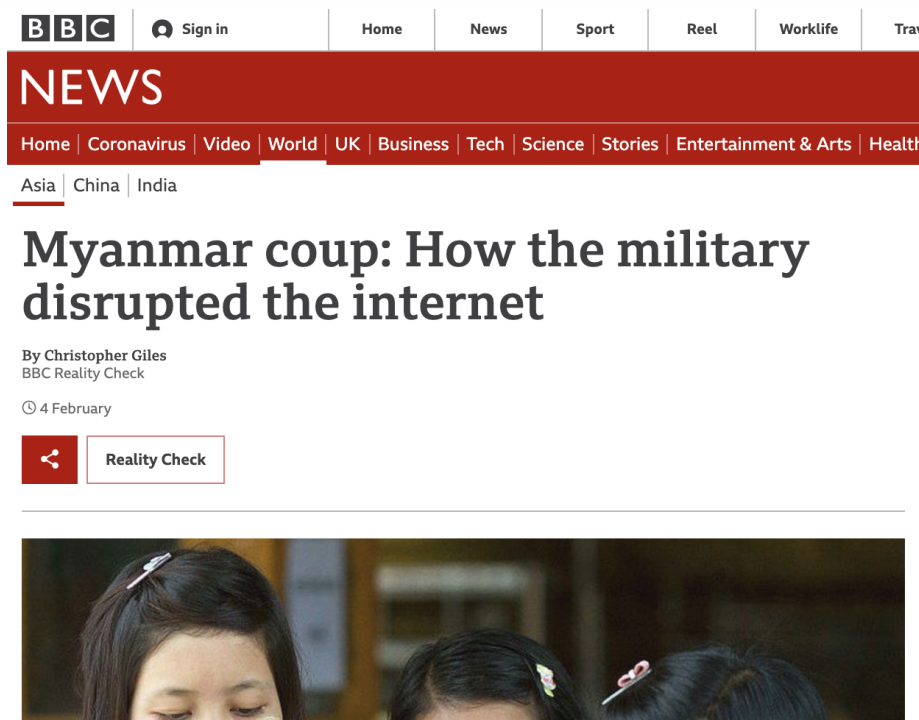 BBC
Sign in
Home
News
Sport
Reel
Worklife
NEWS
Home
Coronavirus
Video
World
UK
Business
Tech
Science
Stories
Entertainment & Arts
Health
Asia
China
India
Myanmar coup: How the military
disrupted the internet
By Christopher Giles
BBC Reality Check
4 February
Reality Check